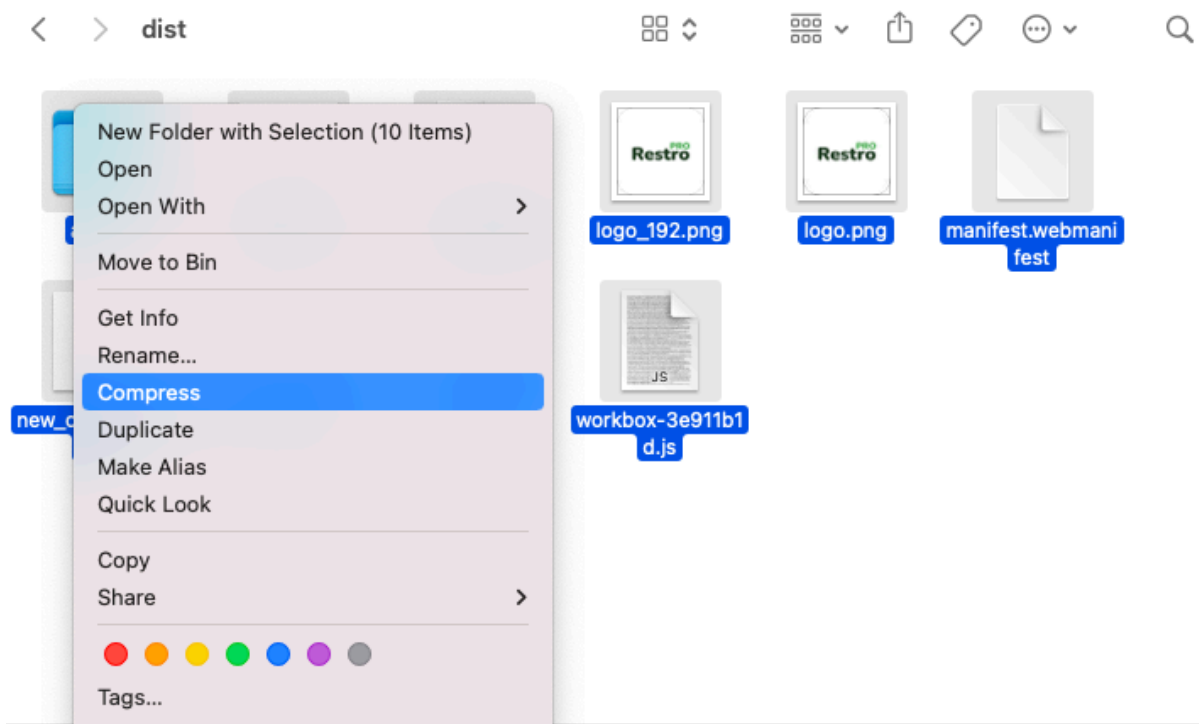 dist
New Folder with Selection (10 Items)
Open
Open With
Move to Bin
Get Info
Rename...
Compress
Duplicate
Make Alias
Quick Look
Copy
Share
Tags...
PRO
Restro
logo_192.png
PRO
Restro
logo.png
manifest.webmani
fest
new_
JS
workbox-3e911b1
d.js